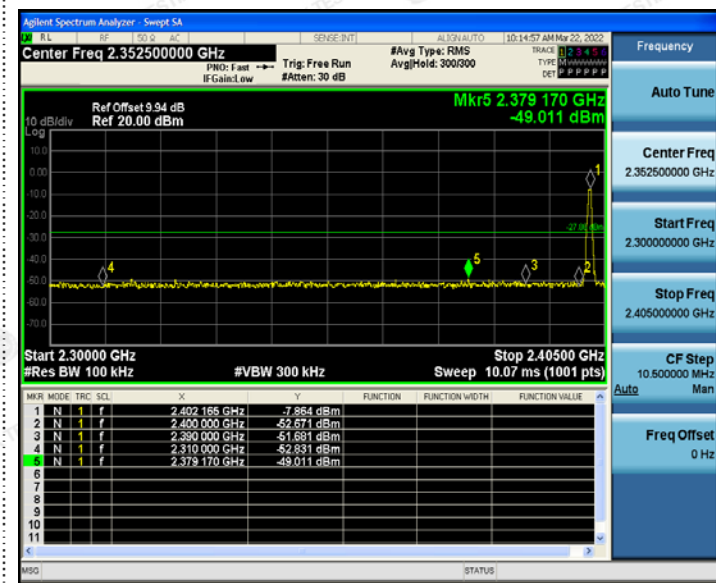 Agilent Spectrum Analyzer - Swept SA
RL RF 50 Ω AC SENSE:INT ALIGN AUTO 10:14:57 AM Mar 22, 2022
Center Freq 2.352500000 GHz #Avg Type: RMS TRACE 1 2 3 4 5 6
PNO: Fast Trig: Free Run Avg|Hold: 300/300 TYPE M
IFGain:Low #Atten: 30 dB DET P P P P P P
Frequency
Auto Tune
Center Freq
2.352500000 GHz
Start Freq
2.300000000 GHz
Stop Freq
2.405000000 GHz
CF Step
10.500000 MHz
Auto Man
Freq Offset
0 Hz
Mkr5 2.379 170 GHz
-49.011 dBm
Ref Offset 9.94 dB
10 dB/div Ref 20.00 dBm
Log
10.0
0.00
-10.0
-20.0
-30.0
-40.0
-50.0
-60.0
-70.0
1
4
5
3
2
Start 2.30000 GHz Stop 2.40500 GHz
#Res BW 100 kHz #VBW 300 kHz Sweep 10.07 ms (1001 pts)
MKR MODE TRC SCL X Y FUNCTION FUNCTION WIDTH FUNCTION VALUE
1 N 1 f 2.402 165 GHz -7.864 dBm
2 N 1 f 2.400 000 GHz -52.671 dBm
3 N 1 f 2.390 000 GHz -51.681 dBm
4 N 1 f 2.310 000 GHz -52.831 dBm
5 N 1 f 2.379 170 GHz -49.011 dBm
6
7
8
9
10
11
MSG STATUS